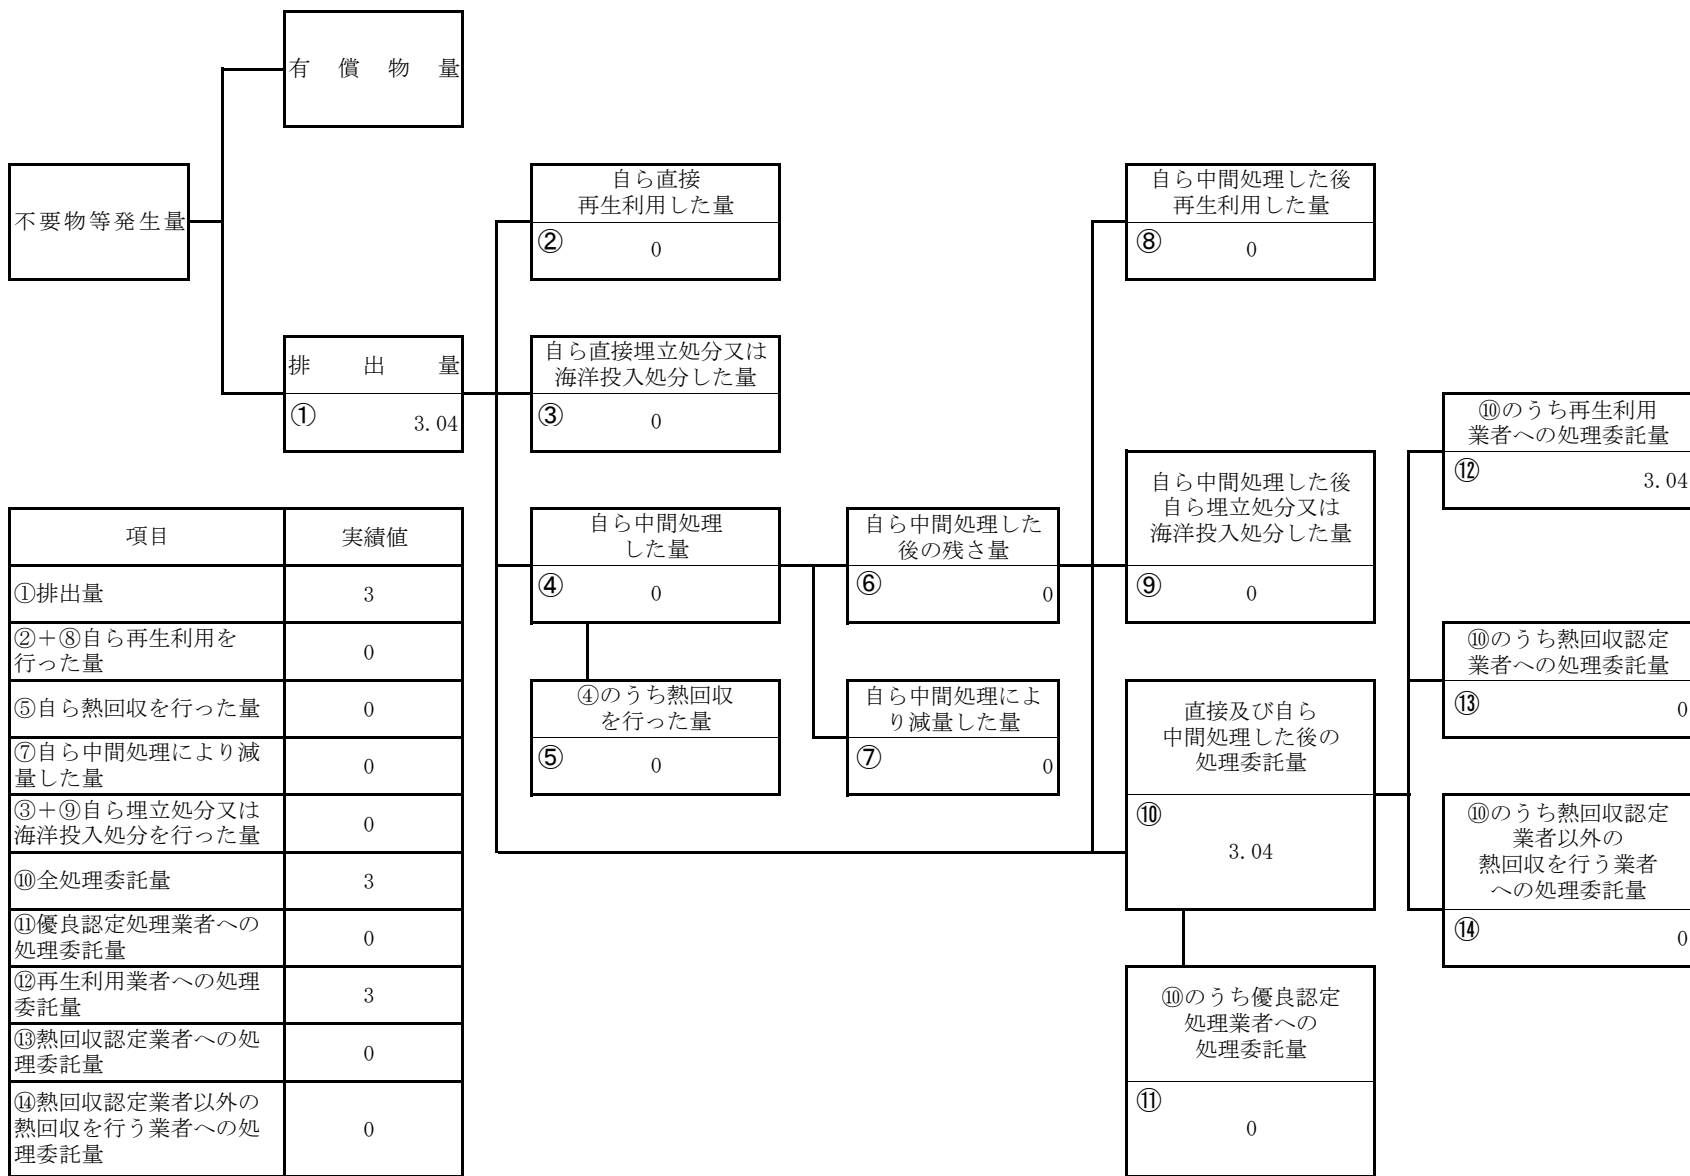 有償物量
不要物等発生量
排出量
①
3.04
自ら直接
再生利用した量
②
0
自ら直接埋立処分又は
海洋投入処分した量
③
0
自ら中間処理
した量
④
0
④のうち熱回収
を行った量
⑤
0
自ら中間処理した
後の残さ量
⑥
0
自ら中間処理によ
り減量した量
⑦
0
自ら中間処理した後
再生利用した量
⑧
0
自ら中間処理した後
自ら埋立処分又は
海洋投入処分した量
⑨
0
直接及び自ら
中間処理した後の
処理委託量
⑩
3.04
⑩のうち優良認定
処理業者への
処理委託量
⑪
0
⑩のうち再生利用
業者への処理委託量
⑫
3.04
⑩のうち熱回収認定
業者への処理委託量
⑬
0
⑩のうち熱回収認定
業者以外の
熱回収を行う業者
への処理委託量
⑭
0
項目 実績値
①排出量 3
②+⑧自ら再生利用を
行った量 0
⑤自ら熱回収を行った量 0
⑦自ら中間処理により減
量した量 0
③+⑨自ら埋立処分又は
海洋投入処分を行った量 0
⑩全処理委託量 3
⑪優良認定処理業者への
処理委託量 0
⑫再生利用業者への処理
委託量 3
⑬熱回収認定業者への処
理委託量 0
⑭熱回収認定業者以外の
熱回収を行う業者への処
理委託量 0